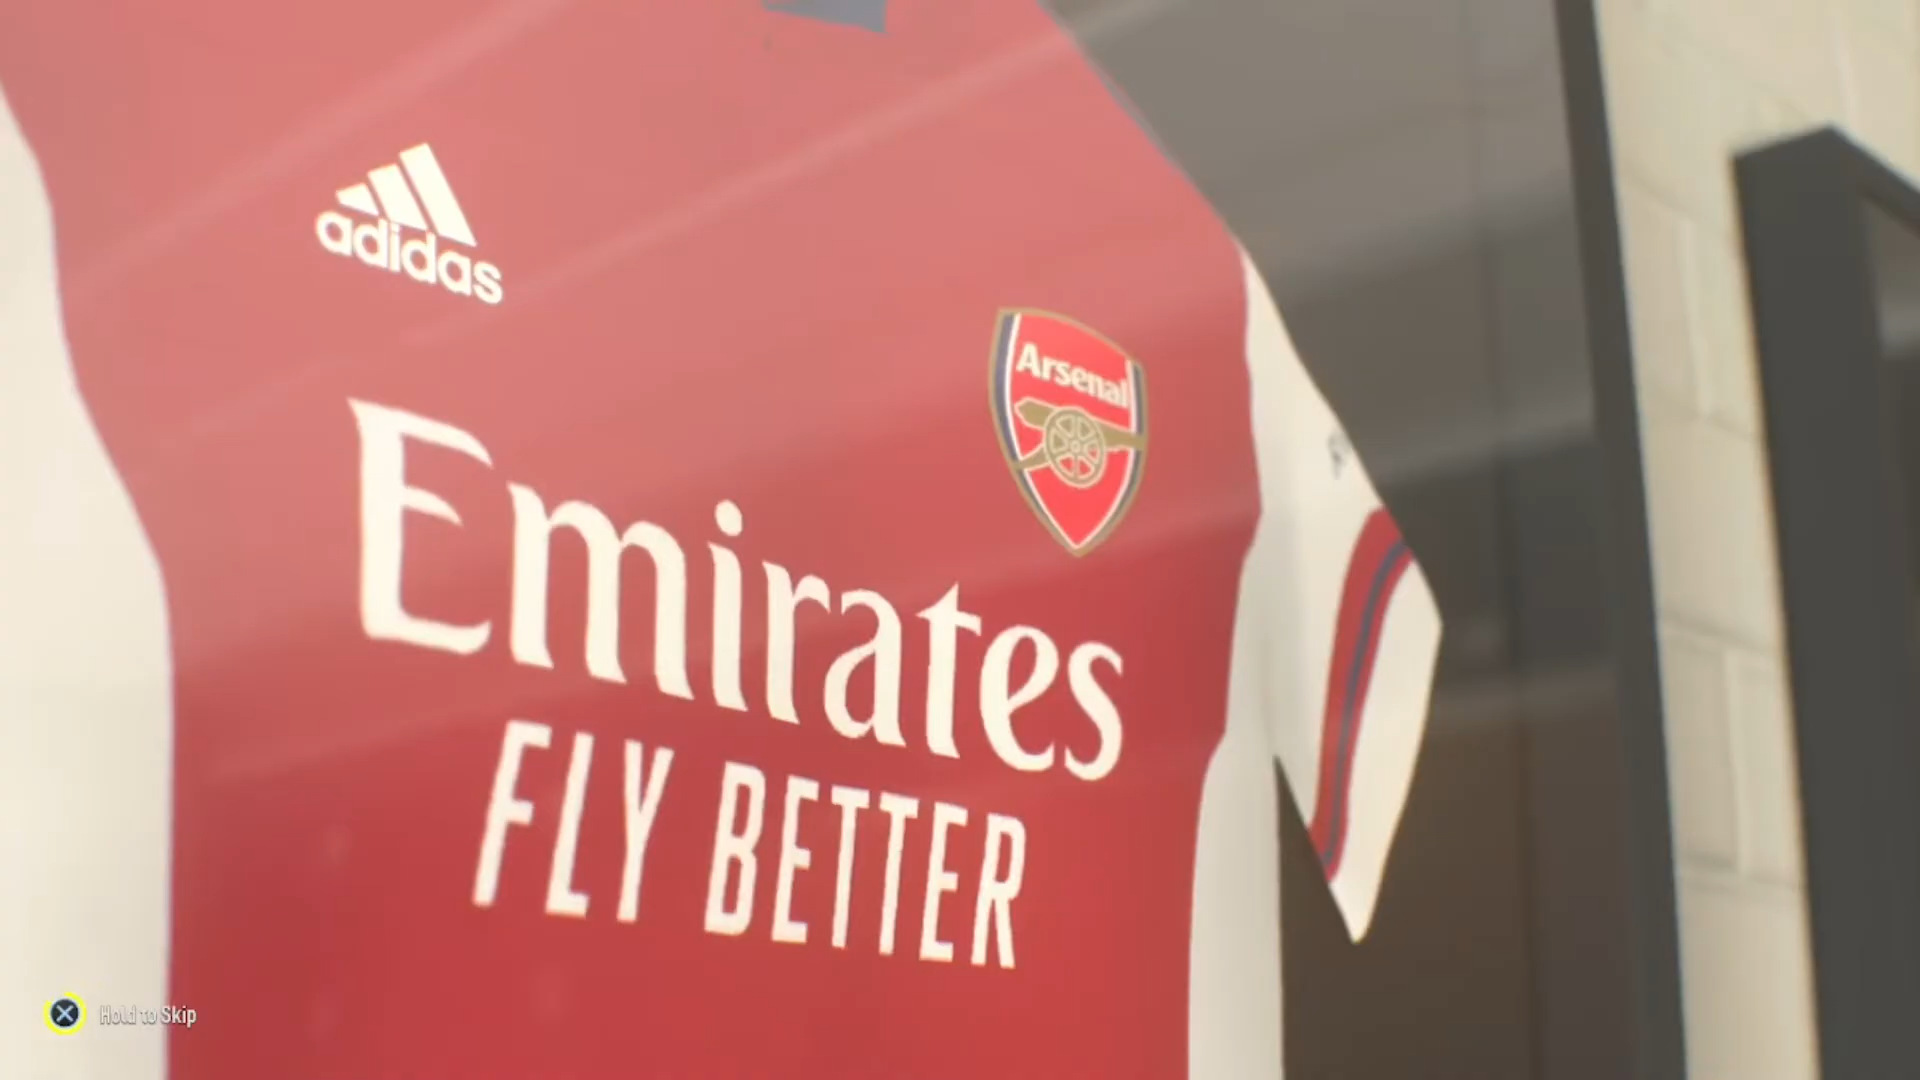 adidas
Arsenal
Emirates
FLY BETTER
Hold to Skip